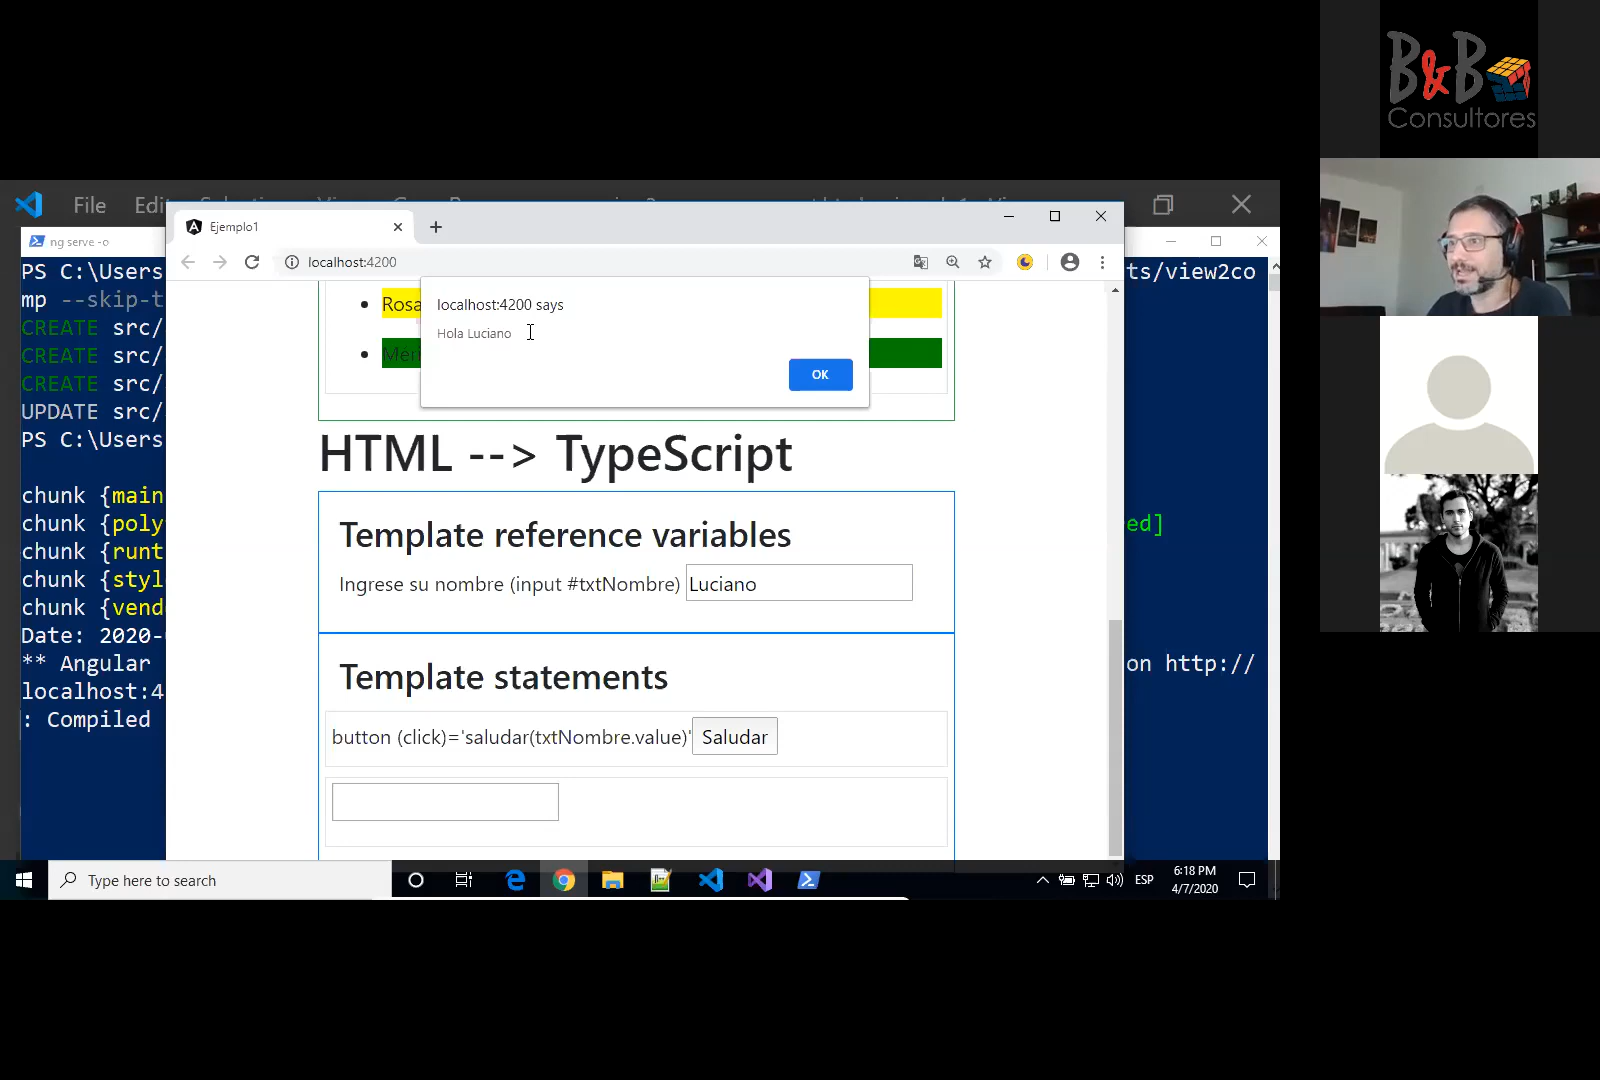 B&B
Consultores
File
Ejemplo1
ng serve -o
localhost:4200
PS C:\Users
ts/view2co
mp --skip-t
CREATE src/
CREATE src/
CREATE src/
UPDATE src/
PS C:\Users
chunk {main
chunk {poly
ed]
chunk {runt
chunk {styl
chunk {vend
Date: 2020-
** Angular
on http://
localhost:4
: Compiled
Rosa
localhost:4200 says
Hola Luciano
OK
HTML --> TypeScript
Template reference variables
Ingrese su nombre (input #txtNombre) Luciano
Template statements
button (click)='saludar(txtNombre.value)' Saludar
Type here to search
ESP
6:18 PM
4/7/2020